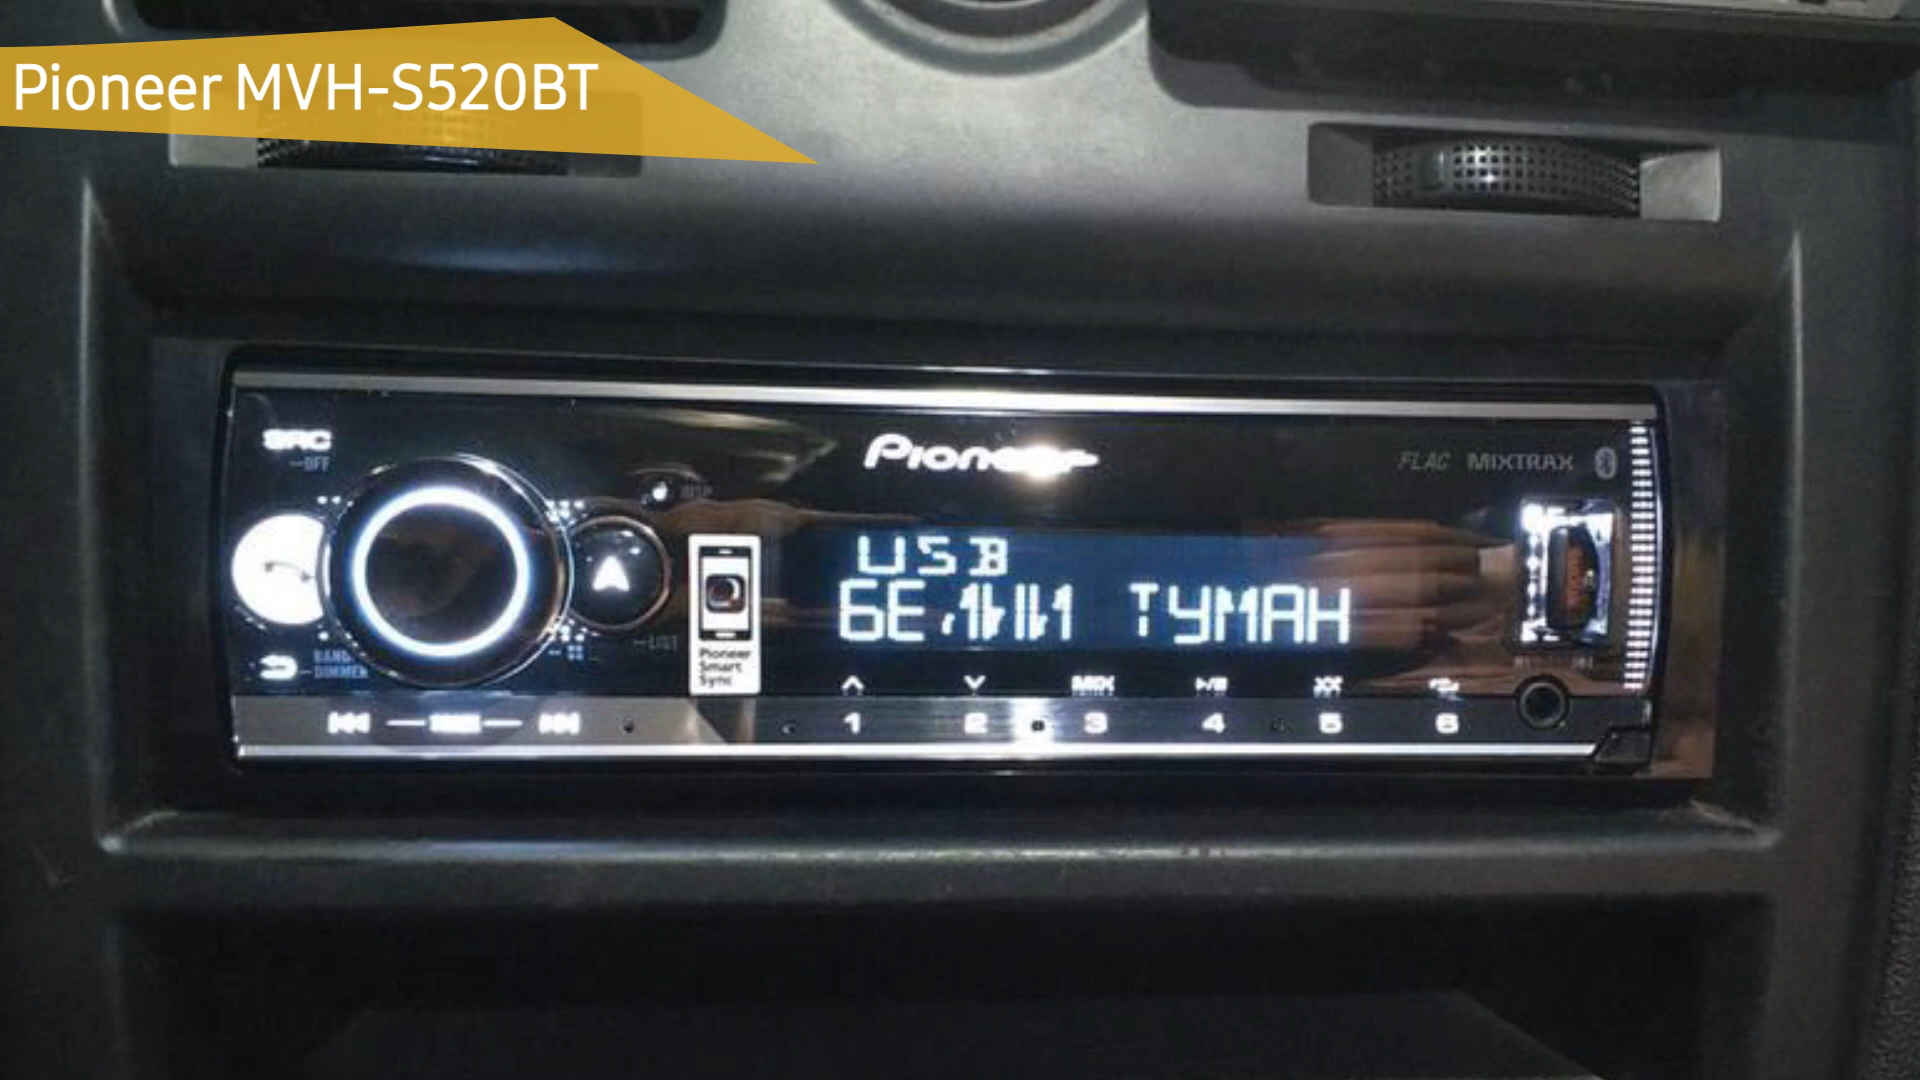 Pioneer MVH-S520BT
SRC
OFF
Pioneer
FLAC MIXTRAX
USB
ТУМАН
LIST
BAND
DIMMER
Pioneer
Smart
Sync
MIX
1 2 3 4 5 6